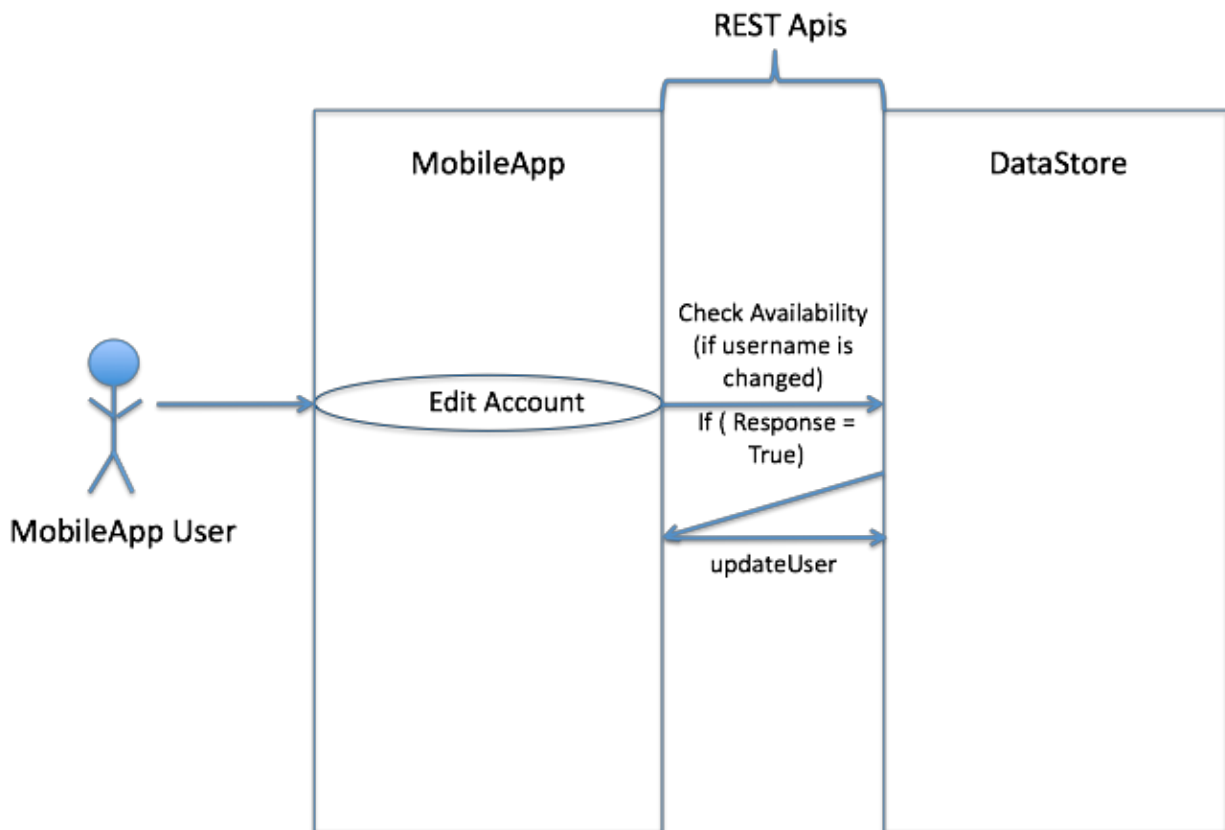 REST Apis
MobileApp
DataStore
Check Availability
(if username is
changed)
Edit Account
If ( Response =
True)
MobileApp User
updateUser